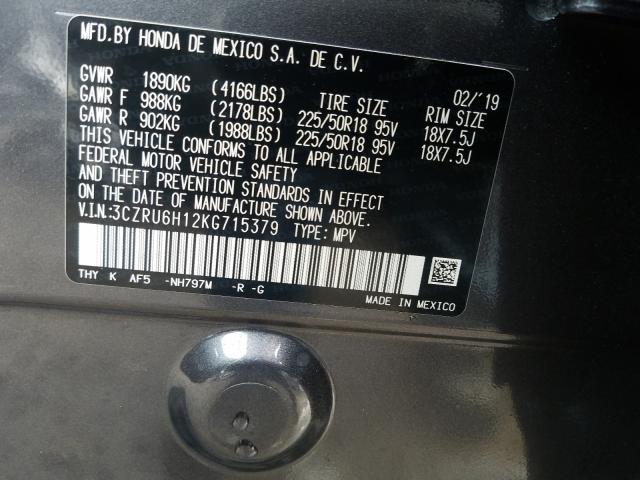 MFD.BY HONDA DE MEXICO S.A. DE C.V.
02/'19
GVWR 1890KG (4166LBS) TIRE SIZE RIM SIZE
GAWR F 988KG (2178LBS) 225/50R18 95V 18X7.5J
GAWR R 902KG (1988LBS) 225/50R18 95V 18X7.5J
THIS VEHICLE CONFORMS TO ALL APPLICABLE
FEDERAL MOTOR VEHICLE SAFETY
AND THEFT PREVENTION STANDARDS IN EFFECT
ON THE DATE OF MANUFACTURE SHOWN ABOVE.
V.I.N:3CZRU6H12KG715379 TYPE: MPV
THY K AF5 -NH797M -R -G
MADE IN MEXICO